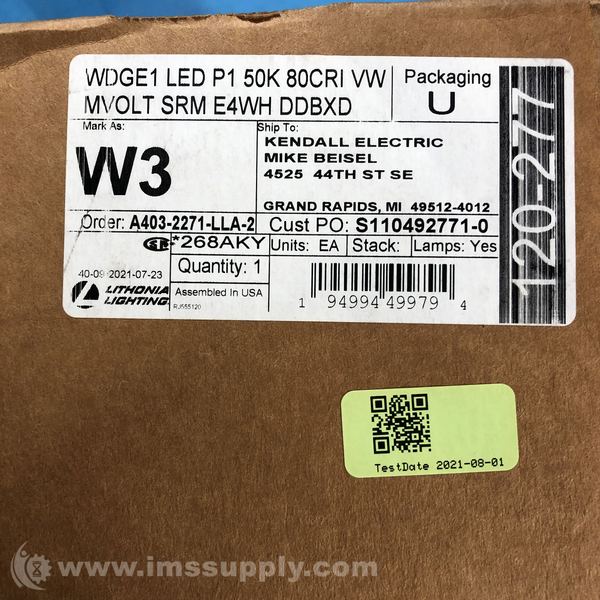 WDGE1 LED P1 50K 80CRI VW
MVOLT SRM E4WH DDBXD
Packaging
U
Mark As:
W3
Ship To:
KENDALL ELECTRIC
MIKE BEISEL
4525 44TH ST SE
GRAND RAPIDS, MI 49512-4012
120-277
Order: A403-2271-LLA-2
Cust PO: S110492771-0
*268AKY
Units: EA
Stack:
Lamps: Yes
40-09 2021-07-23
Quantity: 1
LITHONIA
LIGHTING
Assembled In USA
RJ555120
1 94994 49979 4
TestDate 2021-08-01
www.imssupply.com